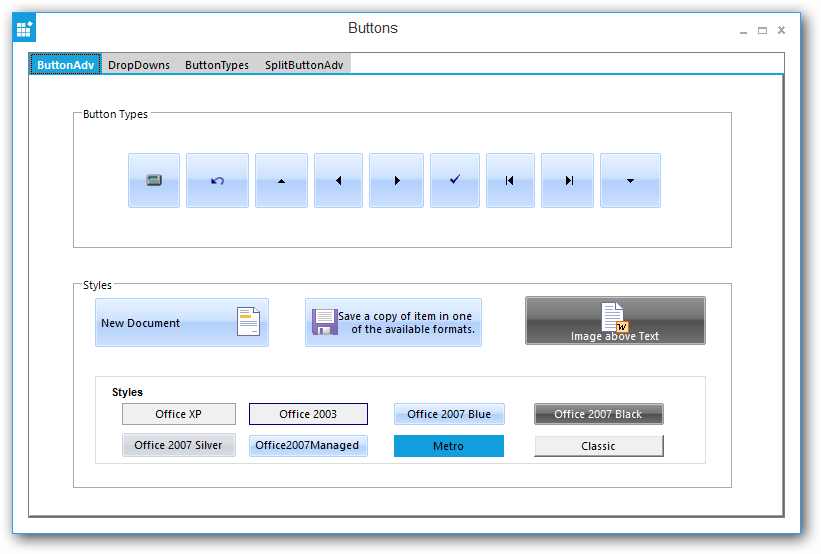 Buttons
ButtonAdv DropDowns ButtonTypes SplitButtonAdv
Button Types
Styles
New Document
Save a copy of item in one
of the available formats.
W
Image above Text
Styles
Office XP Office 2003 Office 2007 Blue Office 2007 Black
Office 2007 Silver Office2007Managed Metro Classic